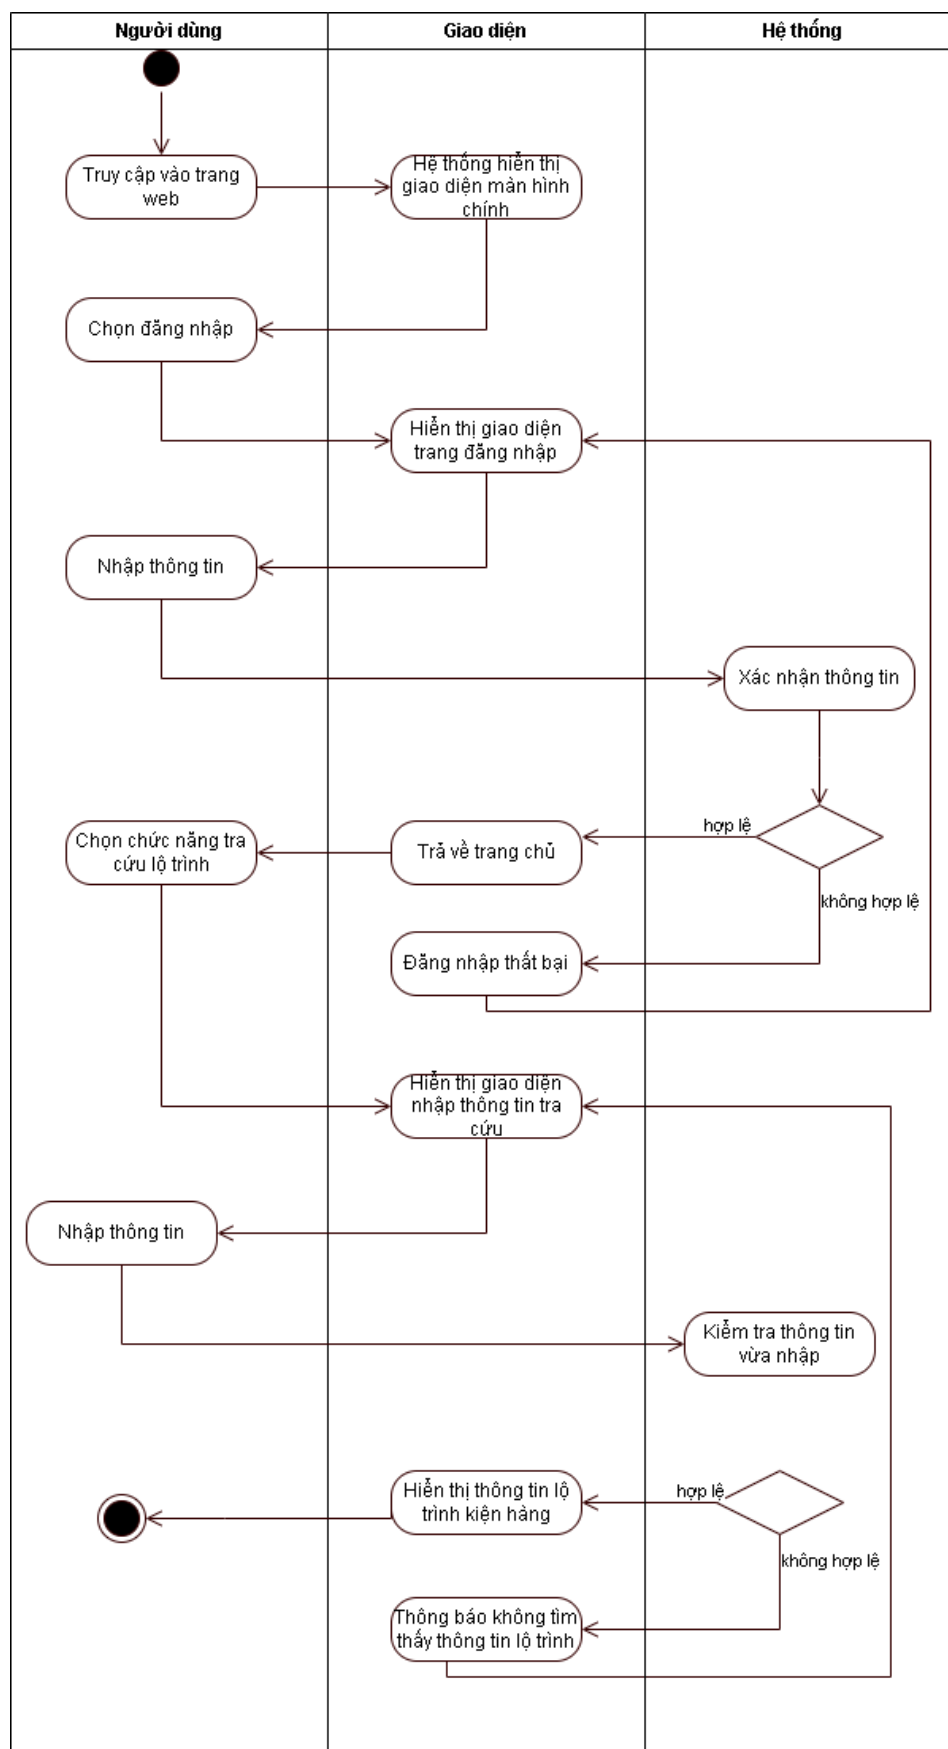 Người dùng
Giao diện
Hệ thống
Truy cập vào trang
web
Hệ thống hiển thị
giao diện màn hình
chính
Chọn đăng nhập
Hiển thị giao diện
trang đăng nhập
Nhập thông tin
Xác nhận thông tin
hợp lệ
Chọn chức năng tra
cứu lộ trình
Trả về trang chủ
không hợp lệ
Đăng nhập thất bại
Hiển thị giao diện
nhập thông tin tra
cứu
Nhập thông tin
Kiểm tra thông tin
vừa nhập
Hiển thị thông tin lộ
trình kiện hàng
hợp lệ
không hợp lệ
Thông báo không tìm
thấy thông tin lộ trình